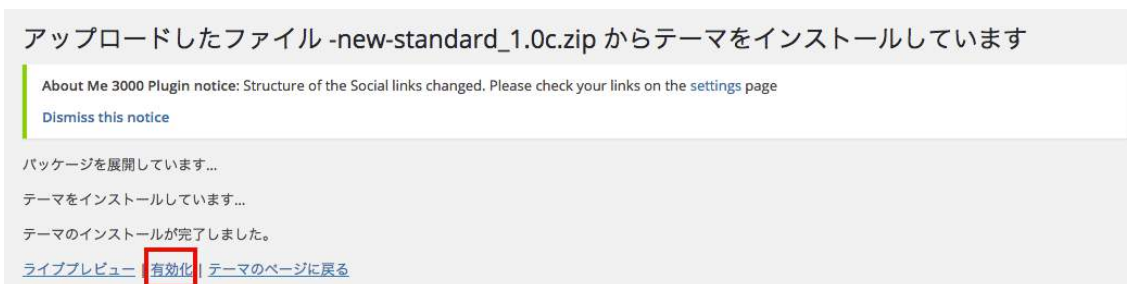 アップロードしたファイル -new-standard_1.0c.zip からテーマをインストールしています
About Me 3000 Plugin notice: Structure of the Social links changed. Please check your links on the settings page
Dismiss this notice
パッケージを展開しています...
テーマをインストールしています...
テーマのインストールが完了しました。
ライブプレビュー | 有効化 | テーマのページに戻る